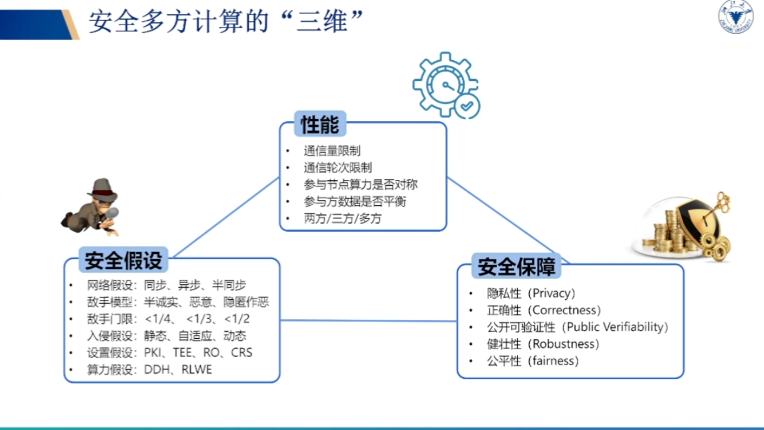 安全多方计算的“三维”
性能
• 通信量限制
• 通信轮次限制
• 参与节点算力是否对称
• 参与方数据是否平衡
• 两方/三方/多方
安全假设
• 网络假设：同步、异步、半同步
• 敌手模型：半诚实、恶意、隐匿作恶
• 敌手门限：<1/4、 <1/3、 <1/2
• 入侵假设：静态、自适应、动态
• 设置假设：PKI、TEE、RO、CRS
• 算力假设：DDH、RLWE
安全保障
• 隐私性（Privacy）
• 正确性（Correctness）
• 公开可验证性（Public Verifiability）
• 健壮性（Robustness）
• 公平性（fairness）